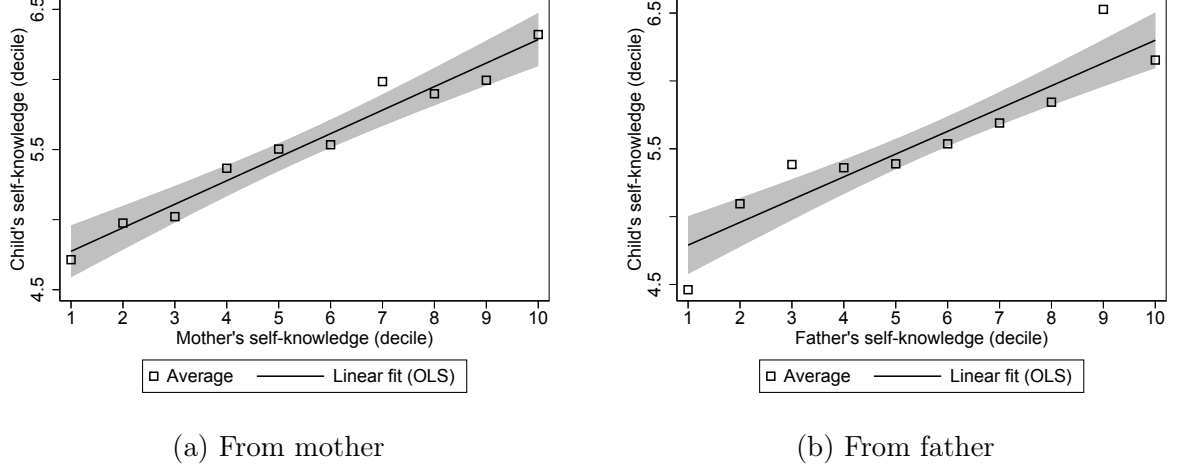 Child's self-knowledge (decile)
6.5
5.5
4.5
1 2 3 4 5 6 7 8 9 10
Mother's self-knowledge (decile)
Average Linear fit (OLS)
(a) From mother
Child's self-knowledge (decile)
6.5
5.5
4.5
1 2 3 4 5 6 7 8 9 10
Father's self-knowledge (decile)
Average Linear fit (OLS)
(b) From father